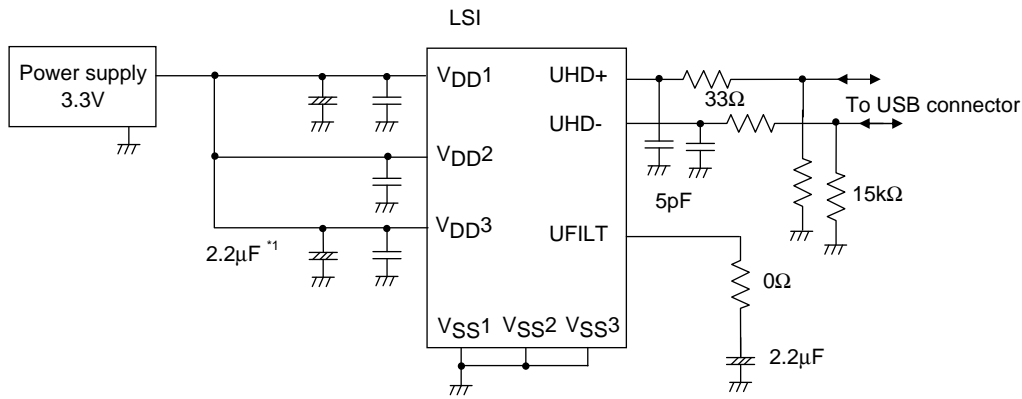 LSI
Power supply
3.3V
VDD1
VDD2
VDD3
2.2μF *1
UHD+
UHD-
UFILT
33Ω
To USB connector
5pF
15kΩ
0Ω
2.2μF
VSS1 VSS2 VSS3